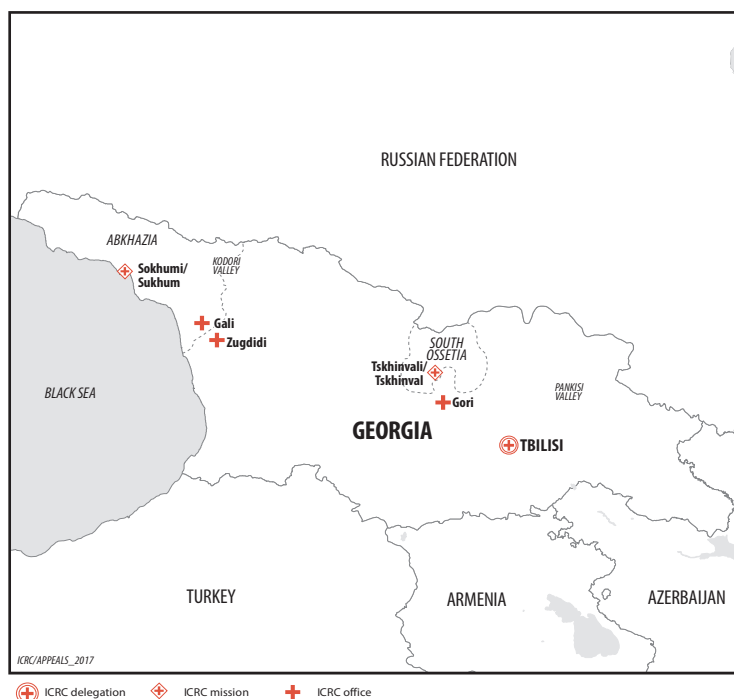 RUSSIAN FEDERATION
ABKHAZIA
KODORI
VALLEY
Sokhumi/
Sukhum
Gali
Zugdidi
SOUTH
OSSETIA
Tskhinvali/
Tskhinval
BLACK SEA
PANKISI
VALLEY
Gori
GEORGIA
TBILISI
TURKEY
ARMENIA
AZERBAIJAN
ICRC/APPEALS_2017
ICRC delegation
ICRC mission
ICRC office